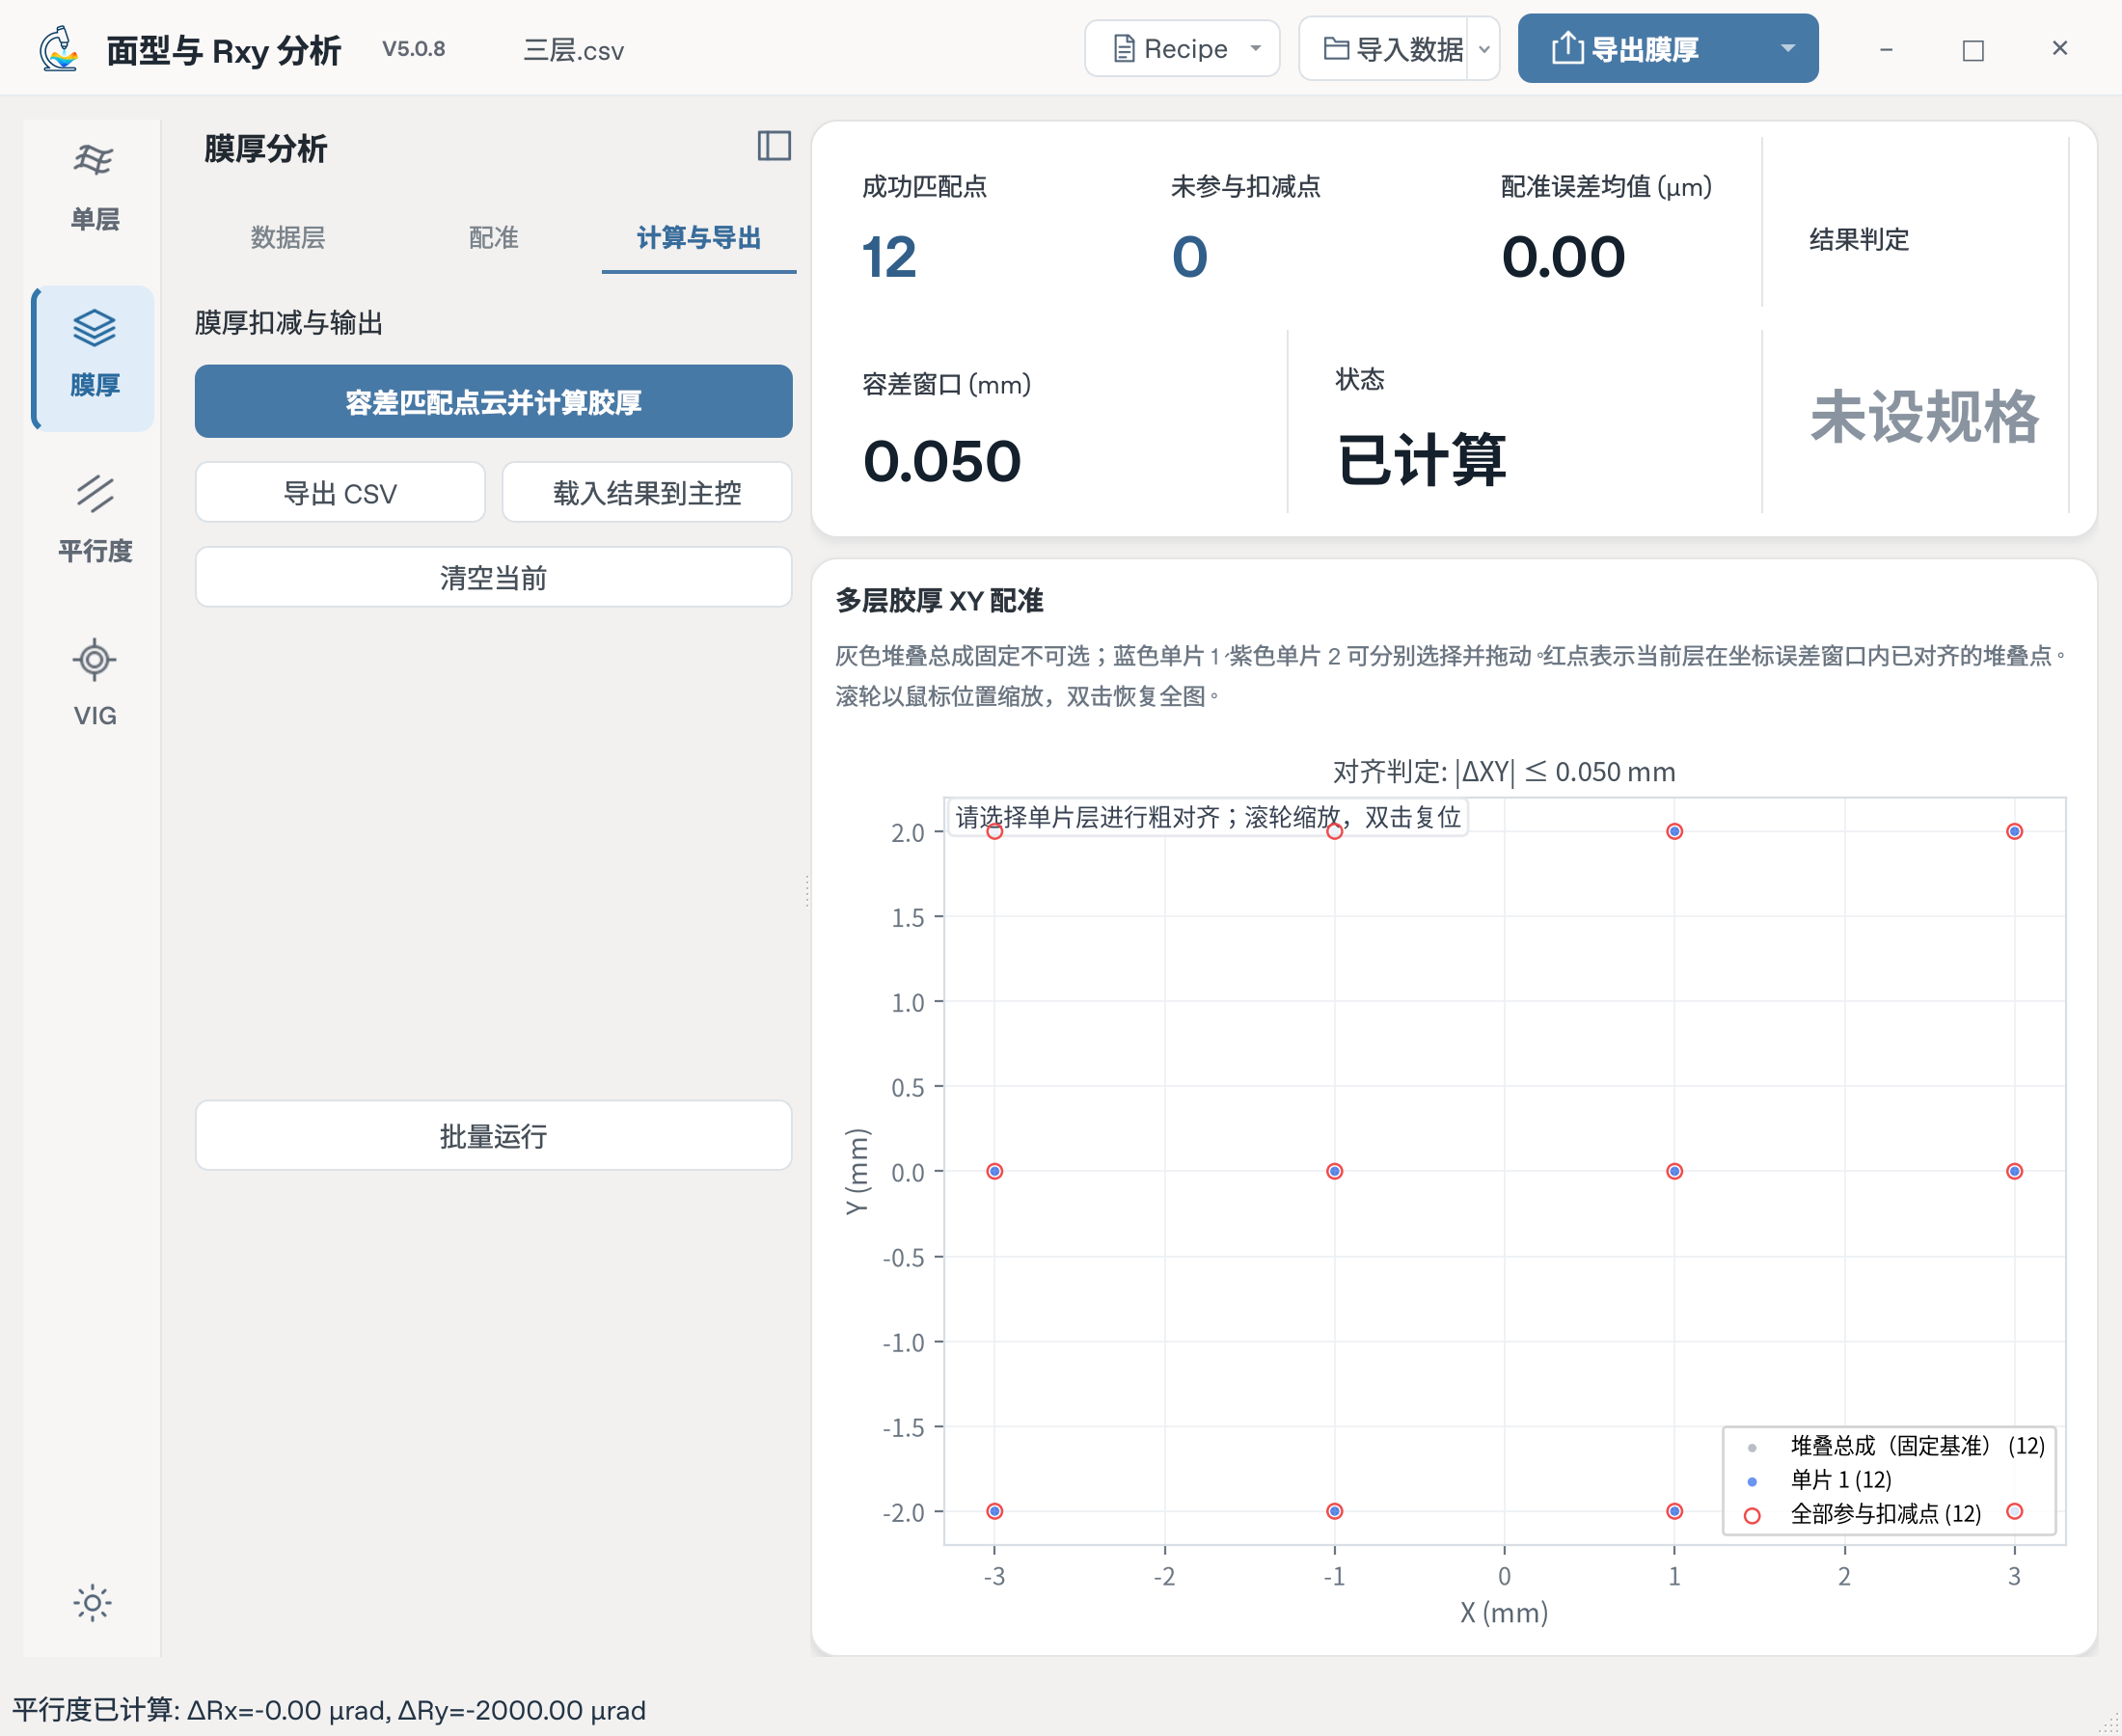 面型与 Rxy 分析
V5.0.8
三层.csv
Recipe
导入数据
导出膜厚
单层
膜厚
平行度
VIG
膜厚分析
数据层
配准
计算与导出
膜厚扣减与输出
容差匹配点云并计算胶厚
导出 CSV
载入结果到主控
清空当前
批量运行
成功匹配点
12
未参与扣减点
0
配准误差均值 (μm)
0.00
结果判定
容差窗口 (mm)
0.050
状态
已计算
未设规格
多层胶厚 XY 配准
灰色堆叠总成固定不可选；蓝色单片 1、紫色单片 2 可分别选择并拖动。红点表示当前层在坐标误差窗口内已对齐的堆叠点。
滚轮以鼠标位置缩放，双击恢复全图。
对齐判定: |ΔXY| ≤ 0.050 mm
请选择单片层进行粗对齐；滚轮缩放，双击复位
2.0
1.5
1.0
0.5
0.0
-0.5
-1.0
-1.5
-2.0
Y (mm)
堆叠总成（固定基准） (12)
单片 1 (12)
全部参与扣减点 (12)
-3
-2
-1
0
1
2
3
X (mm)
平行度已计算: ΔRx=-0.00 μrad, ΔRy=-2000.00 μrad